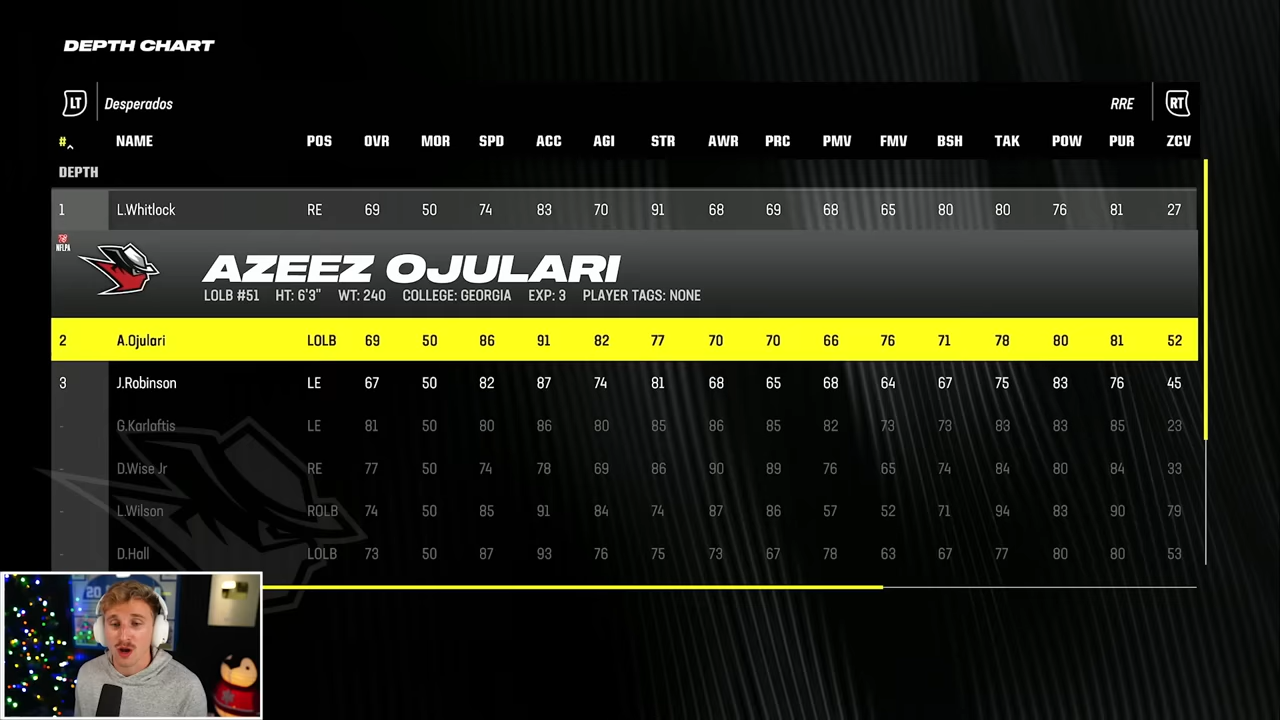 DEPTH CHART
LT Desperados RRE RT
# NAME POS OVR MOR SPD ACC AGI STR AWR PRC PMV FMV BSH TAK POW PUR ZCV
DEPTH
1 L.Whitlock RE 69 50 74 83 70 91 68 69 68 65 80 80 76 81 27
NFLPA
AZEEZ OJULARI
LOLB #51 HT: 6'3" WT: 240 COLLEGE: GEORGIA EXP: 3 PLAYER TAGS: NONE
2 A.Ojulari LOLB 69 50 86 91 82 77 70 70 66 76 71 78 80 81 52
3 J.Robinson LE 67 50 82 87 74 81 68 65 68 64 67 75 83 76 45
- G.Karlaftis LE 81 50 80 86 80 85 86 85 82 73 73 83 83 85 23
- D.Wise Jr RE 77 50 74 78 69 86 90 89 76 65 74 84 80 84 33
- L.Wilson ROLB 74 50 85 91 84 74 87 86 57 52 71 94 83 90 79
- D.Hall LOLB 73 50 87 93 76 75 73 67 78 63 67 77 80 80 53